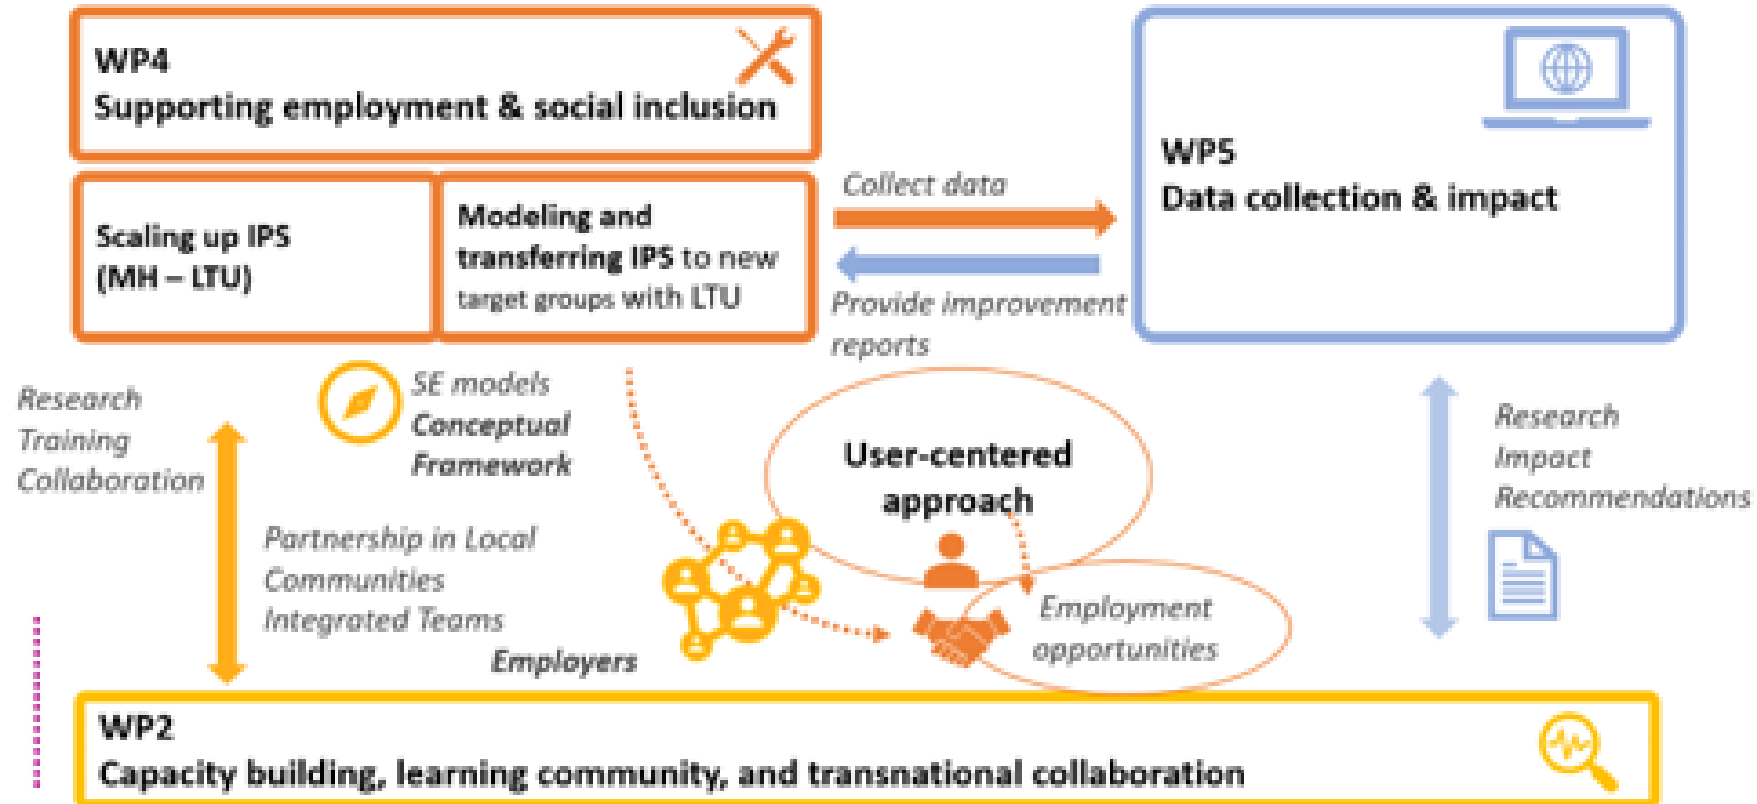 WP4
Supporting employment & social inclusion
Scaling up IPS
(MH – LTU)
Modeling and
transferring IPS to new
target groups with LTU
Collect data
Provide improvement
reports
WP5
Data collection & impact
Research
Training
Collaboration
SE models
Conceptual
Framework
Partnership in Local
Communities
Integrated Teams
Employers
User-centered
approach
Employment
opportunities
Research
Impact
Recommendations
WP2
Capacity building, learning community, and transnational collaboration